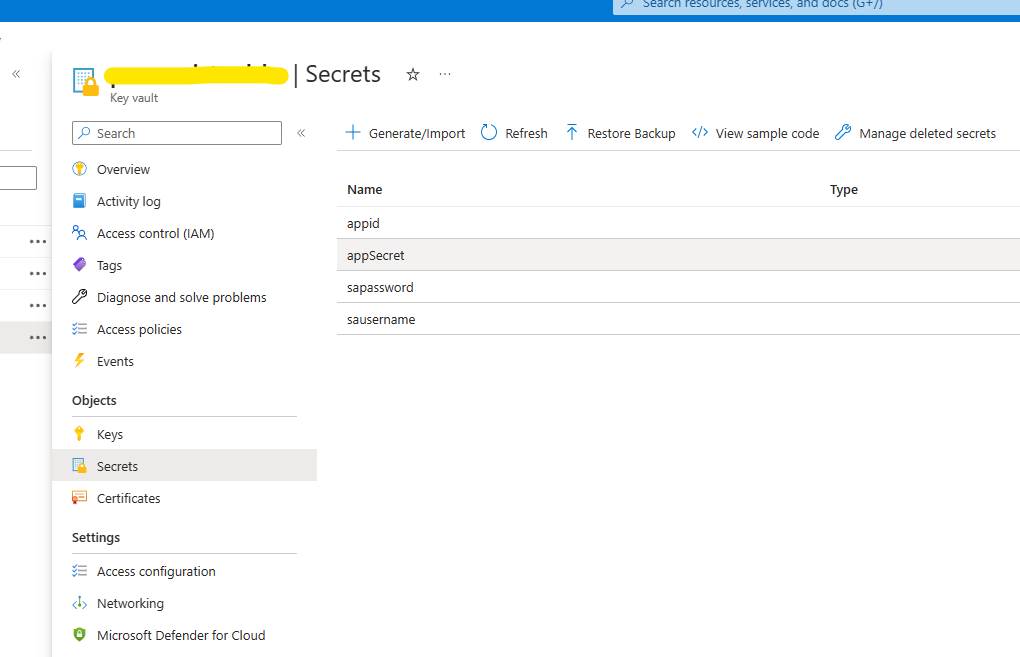 Search resources, services, and docs (G+/)
| Secrets
Key vault
Search
Generate/Import Refresh Restore Backup View sample code Manage deleted secrets
Overview
Activity log
Access control (IAM)
Tags
Diagnose and solve problems
Access policies
Events
Objects
Keys
Secrets
Certificates
Settings
Access configuration
Networking
Microsoft Defender for Cloud
Name Type
appid
appSecret
sapassword
sausername